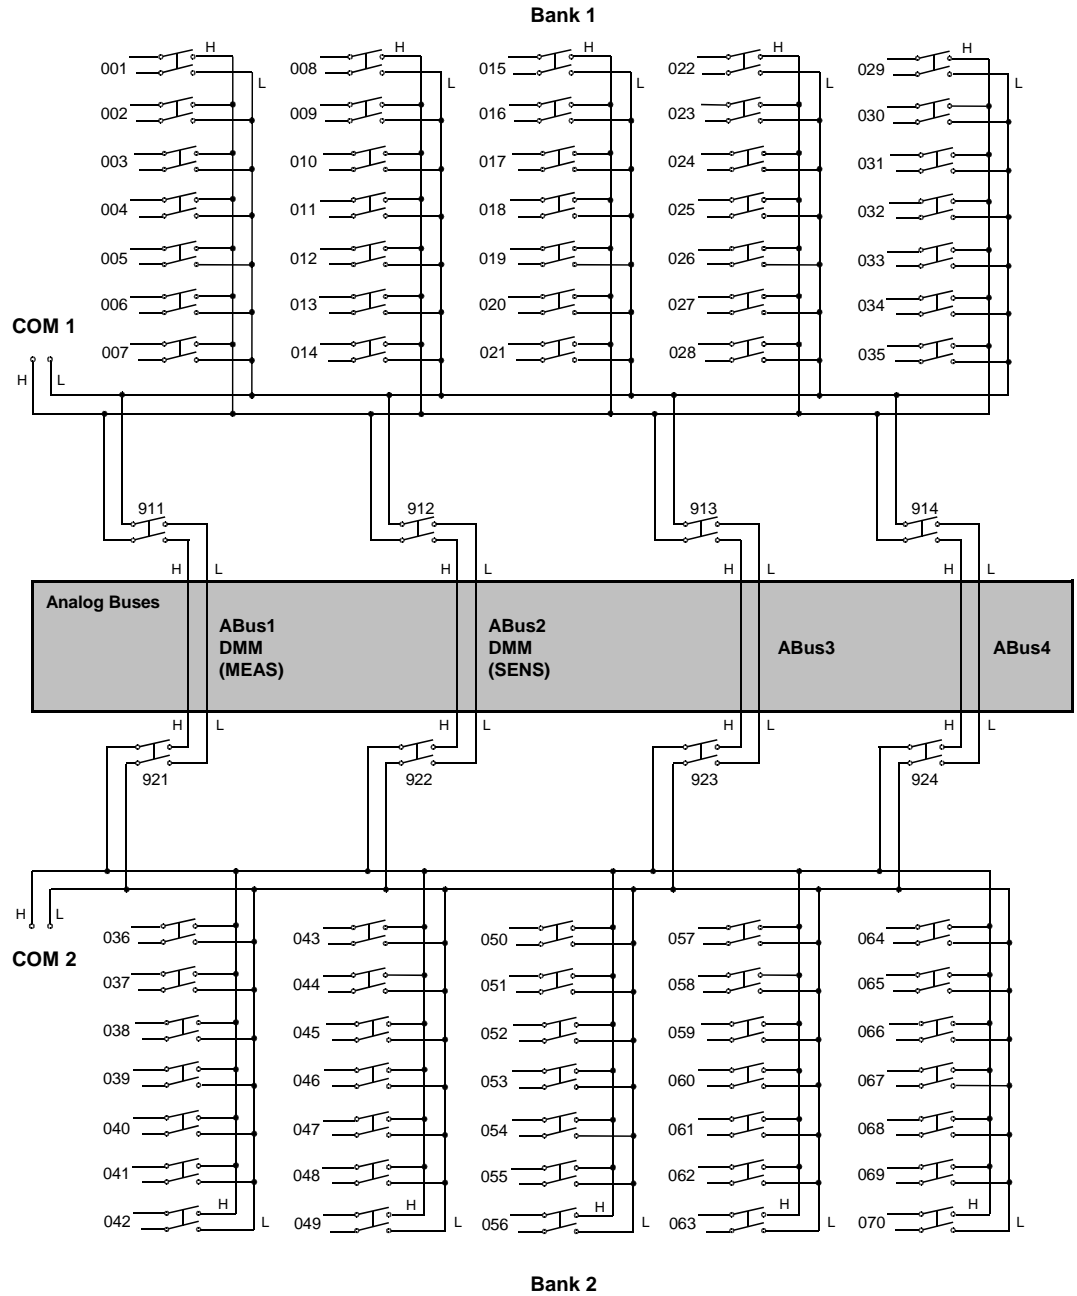 Bank 1
H H H H H
001 008 015 022 029
L L L L L
002 009 016 023 030
003 010 017 024 031
004 011 018 025 032
005 012 019 026 033
006 013 020 027 034
COM 1
007 014 021 028 035
H L
911 912 913 914
H L H L H L H L
Analog Buses
ABus1
DMM
(MEAS)
ABus2
DMM
(SENS)
ABus3
ABus4
H L H L H L H L
921 922 923 924
H L
COM 2
036 043 050 057 064
037 044 051 058 065
038 045 052 059 066
039 046 053 060 067
040 047 054 061 068
041 048 055 062 069
H H H H H
042 049 056 063 070
L L L L L
Bank 2